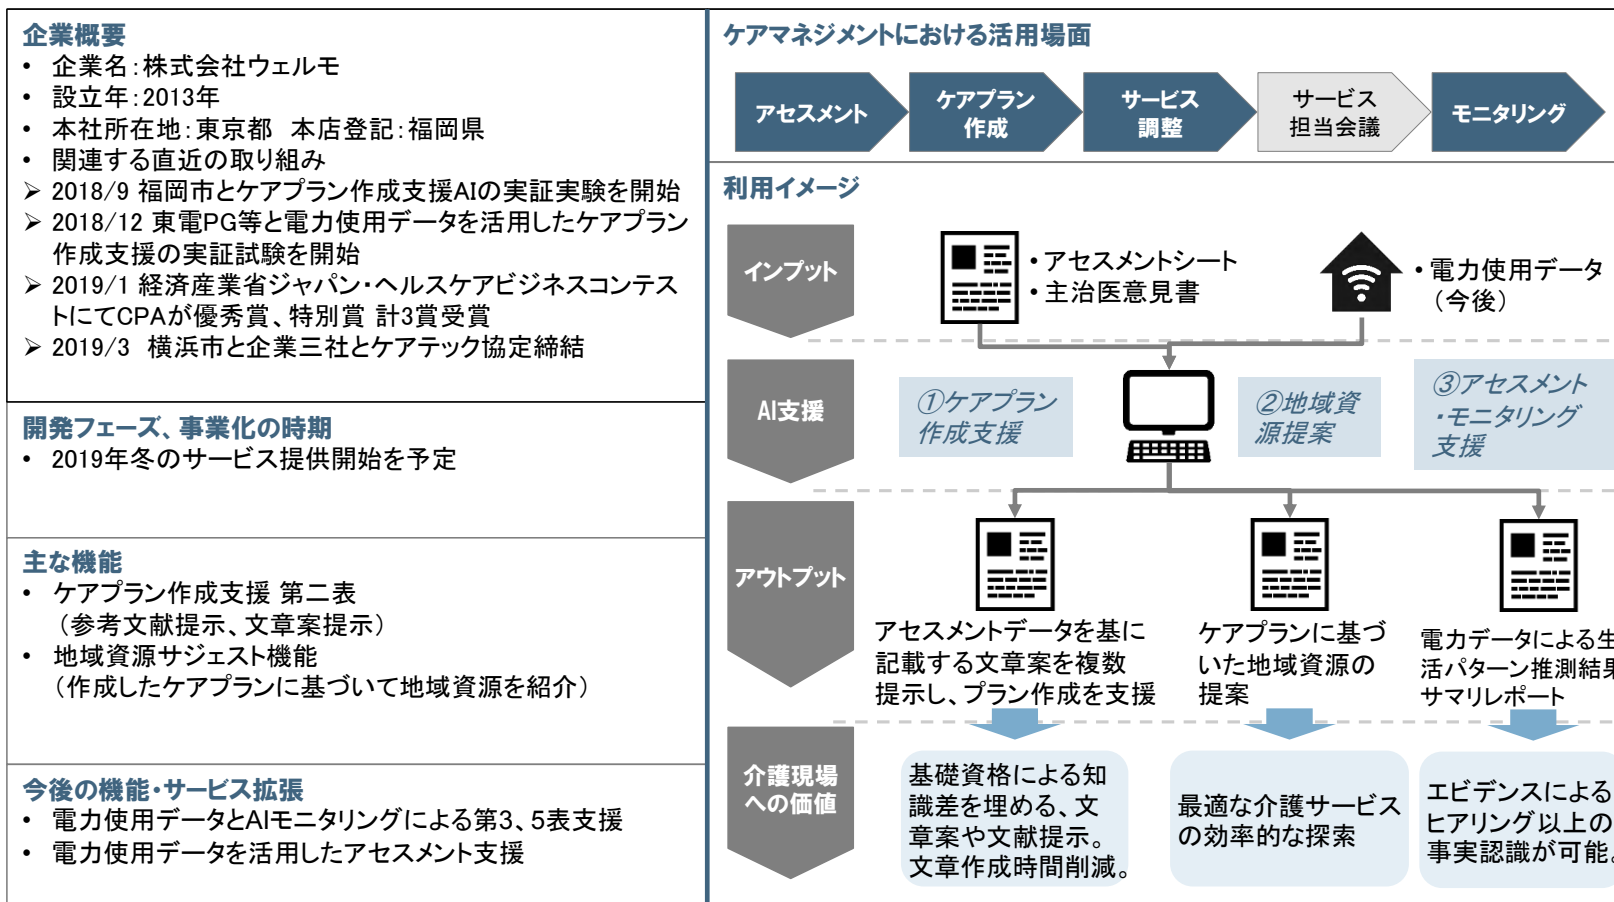 企業概要
• 企業名：株式会社ウェルモ
• 設立年：2013年
• 本社所在地：東京都　本店登記：福岡県
• 関連する直近の取り組み
➢ 2018/9 福岡市とケアプラン作成支援AIの実証実験を開始
➢ 2018/12 東電PG等と電力使用データを活用したケアプラン
作成支援の実証試験を開始
➢ 2019/1 経済産業省ジャパン・ヘルスケアビジネスコンテス
トにてCPAが優秀賞、特別賞 計3賞受賞
➢ 2019/3 横浜市と企業三社とケアテック協定締結
開発フェーズ、事業化の時期
• 2019年冬のサービス提供開始を予定
主な機能
• ケアプラン作成支援 第二表
（参考文献提示、文章案提示）
• 地域資源サジェスト機能
（作成したケアプランに基づいて地域資源を紹介）
今後の機能・サービス拡張
• 電力使用データとAIモニタリングによる第3、5表支援
• 電力使用データを活用したアセスメント支援
ケアマネジメントにおける活用場面
アセスメント
ケアプラン
作成
サービス
調整
サービス
担当会議
モニタリング
利用イメージ
インプット
・アセスメントシート
・主治医意見書
・電力使用データ
（今後）
AI支援
①ケアプラン
作成支援
②地域資
源提案
③アセスメント
・モニタリング
支援
アウトプット
アセスメントデータを基に
記載する文章案を複数
提示し、プラン作成を支援
ケアプランに基づ
いた地域資源の
提案
電力データによる生
活パターン推測結果
サマリレポート
介護現場
への価値
基礎資格による知
識差を埋める、文
章案や文献提示。
文章作成時間削減。
最適な介護サービス
の効率的な探索
エビデンスによる
ヒアリング以上の
事実認識が可能。